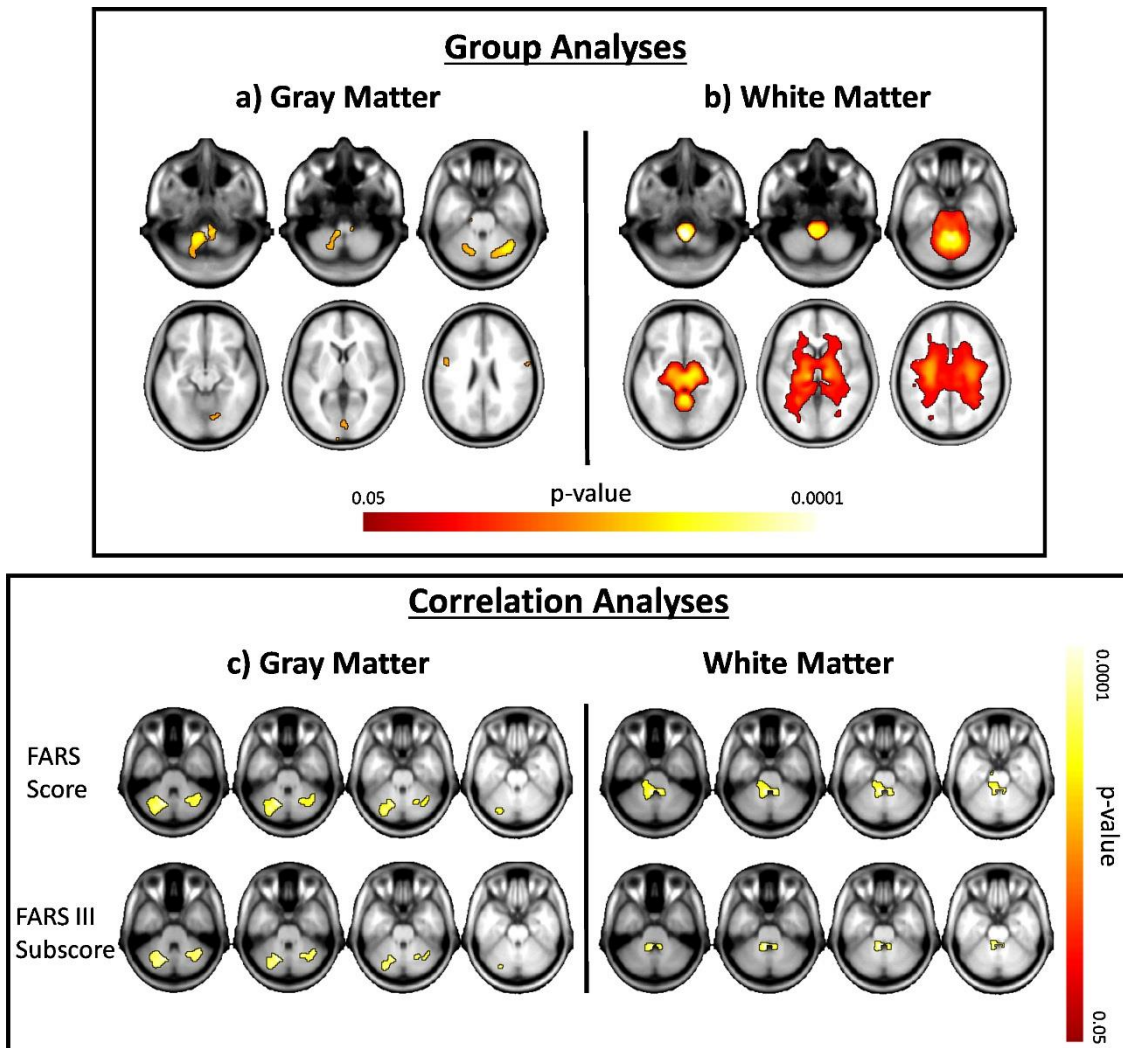 Group Analyses
a) Gray Matter
b) White Matter
0.05
p-value
0.0001
Correlation Analyses
c) Gray Matter
White Matter
FARS
Score
FARS III
Subscore
0.0001
p-value
0.05